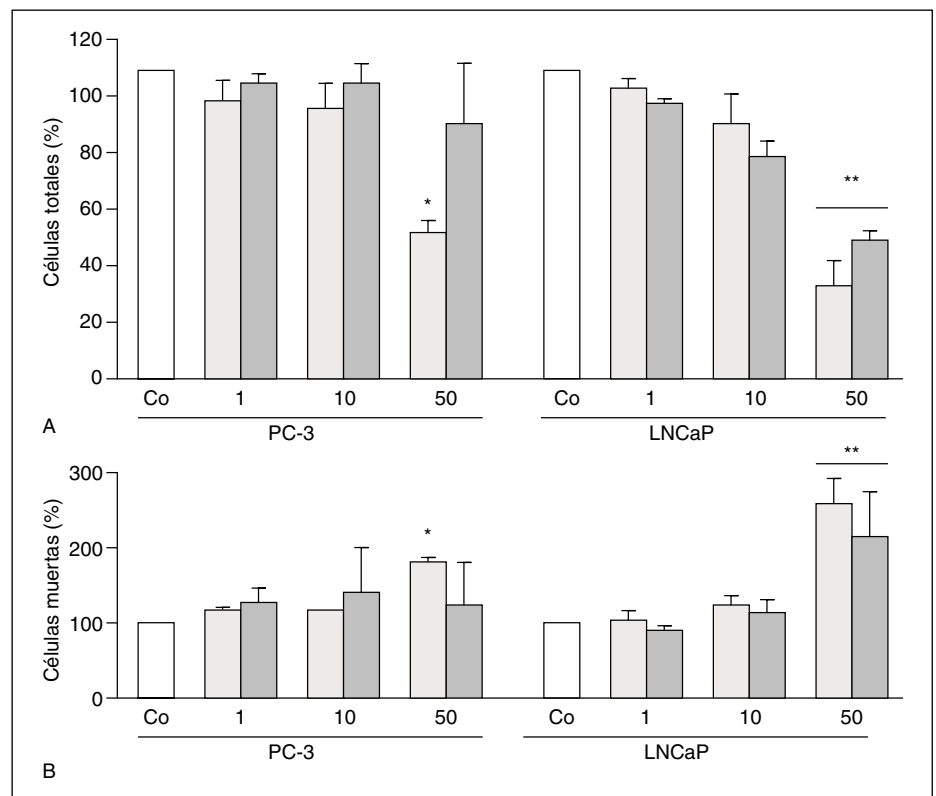 120
100
80
60
40
20
0
Células totales (%)
*
**
Co 1 10 50 Co 1 10 50
A
PC-3 LNCaP
300
200
100
0
Células muertas (%)
*
**
Co 1 10 50 Co 1 10 50
PC-3 LNCaP
B